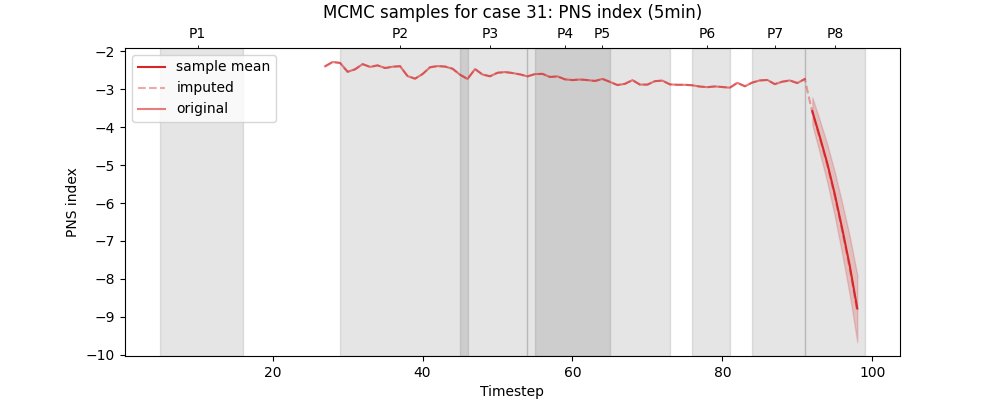 MCMC samples for case 31: PNS index (5min)
P1 P2 P3 P4 P5 P6 P7 P8
sample mean
imputed
original
PNS index
−2
−3
−4
−5
−6
−7
−8
−9
−10
20 40 60 80 100
Timestep